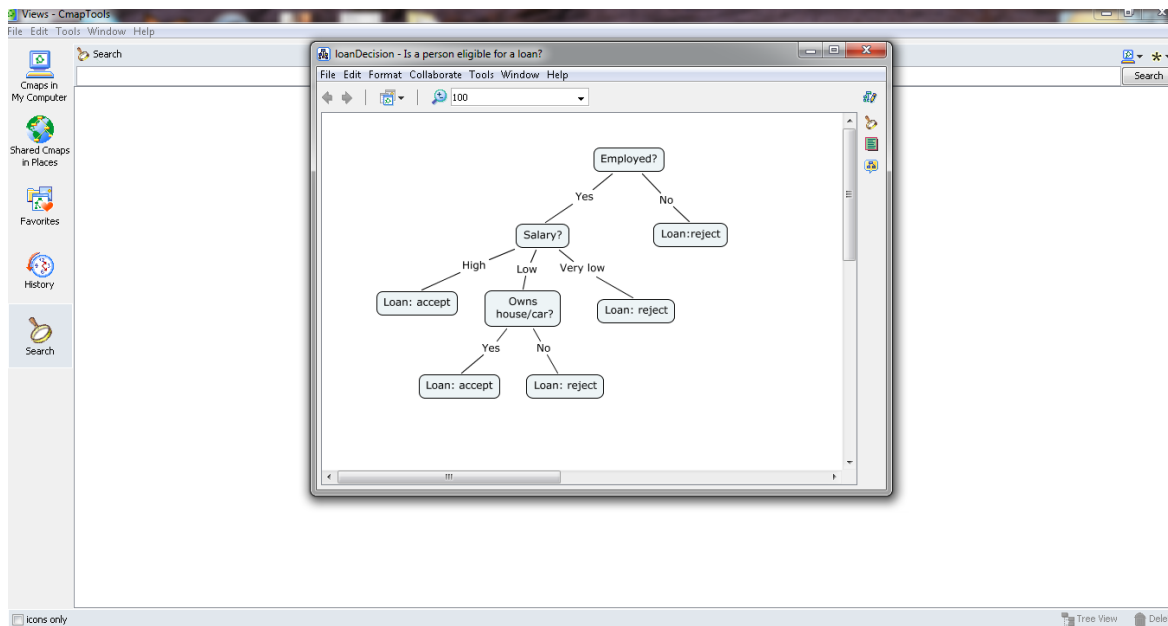 Views - CmapTools
File Edit Tools Window Help
Search
Search
Cmaps in
My Computer
Shared Cmaps
in Places
Favorites
History
Search
loanDecision - Is a person eligible for a loan?
File Edit Format Collaborate Tools Window Help
100
Employed?
Yes
No
Salary?
Loan:reject
High
Low
Very low
Loan: accept
Owns
house/car?
Loan: reject
Yes
No
Loan: accept
Loan: reject
icons only
Tree View
Dele